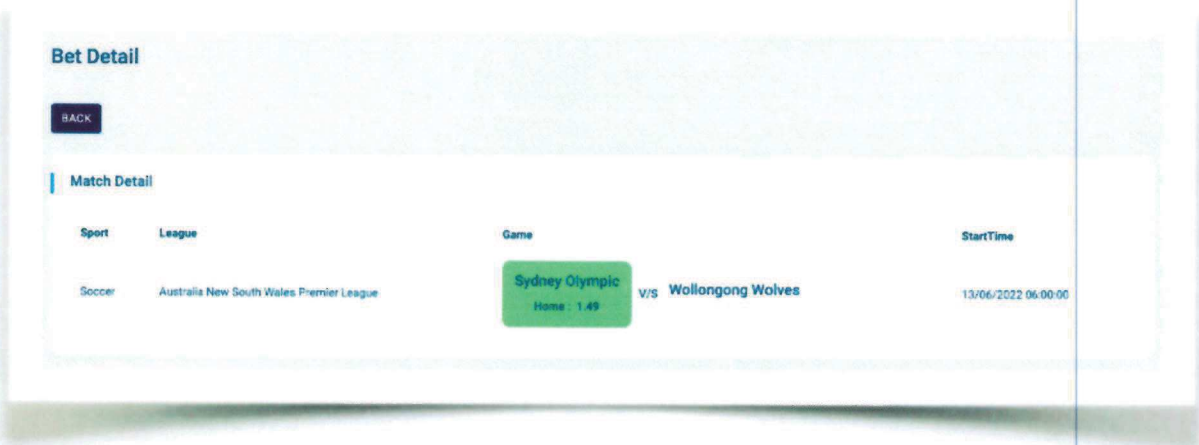 Bet Detail
BACK
Match Detail
Sport League Game StartTime
Soccer Australia New South Wales Premier League Sydney Olympic V/S Wollongong Wolves 13/06/2022 06:00:00
Home : 1.49